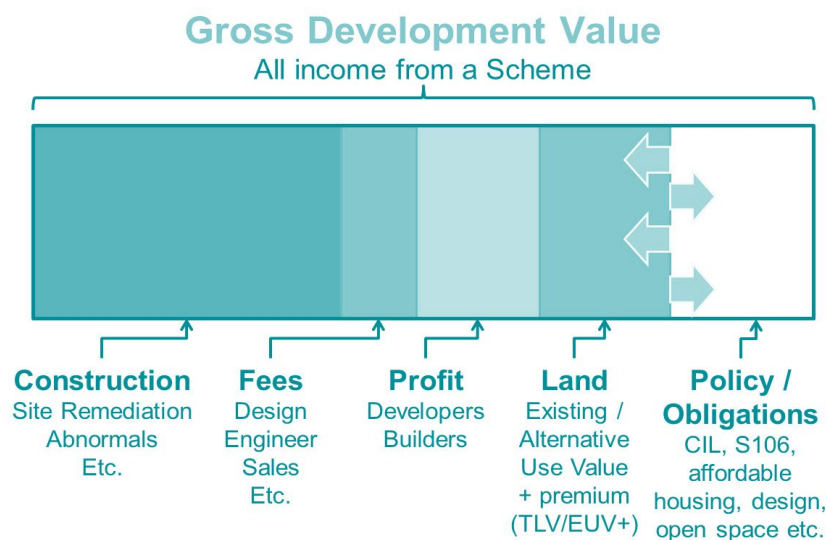 Gross Development Value
All income from a Scheme
Construction
Site Remediation
Abnormals
Etc.
Fees
Design
Engineer
Sales
Etc.
Profit
Developers
Builders
Land
Existing /
Alternative
Use Value
+ premium
(TLV/EUV+)
Policy /
Obligations
CIL, S106,
affordable
housing, design,
open space etc.